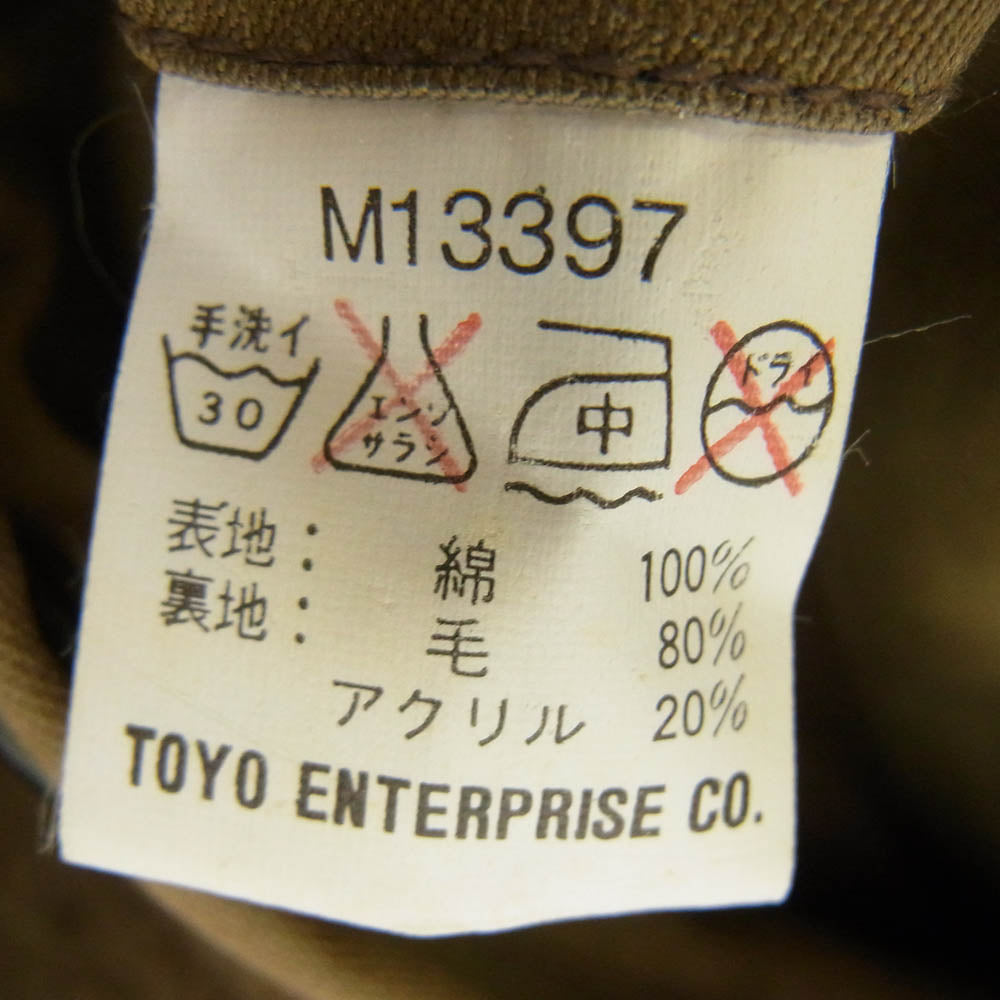 M13397
手洗イ
30
エンソ
サラシ
中
ドライ
表地: 綿 100%
裏地: 毛 80%
アクリル 20%
TOYO ENTERPRISE CO.